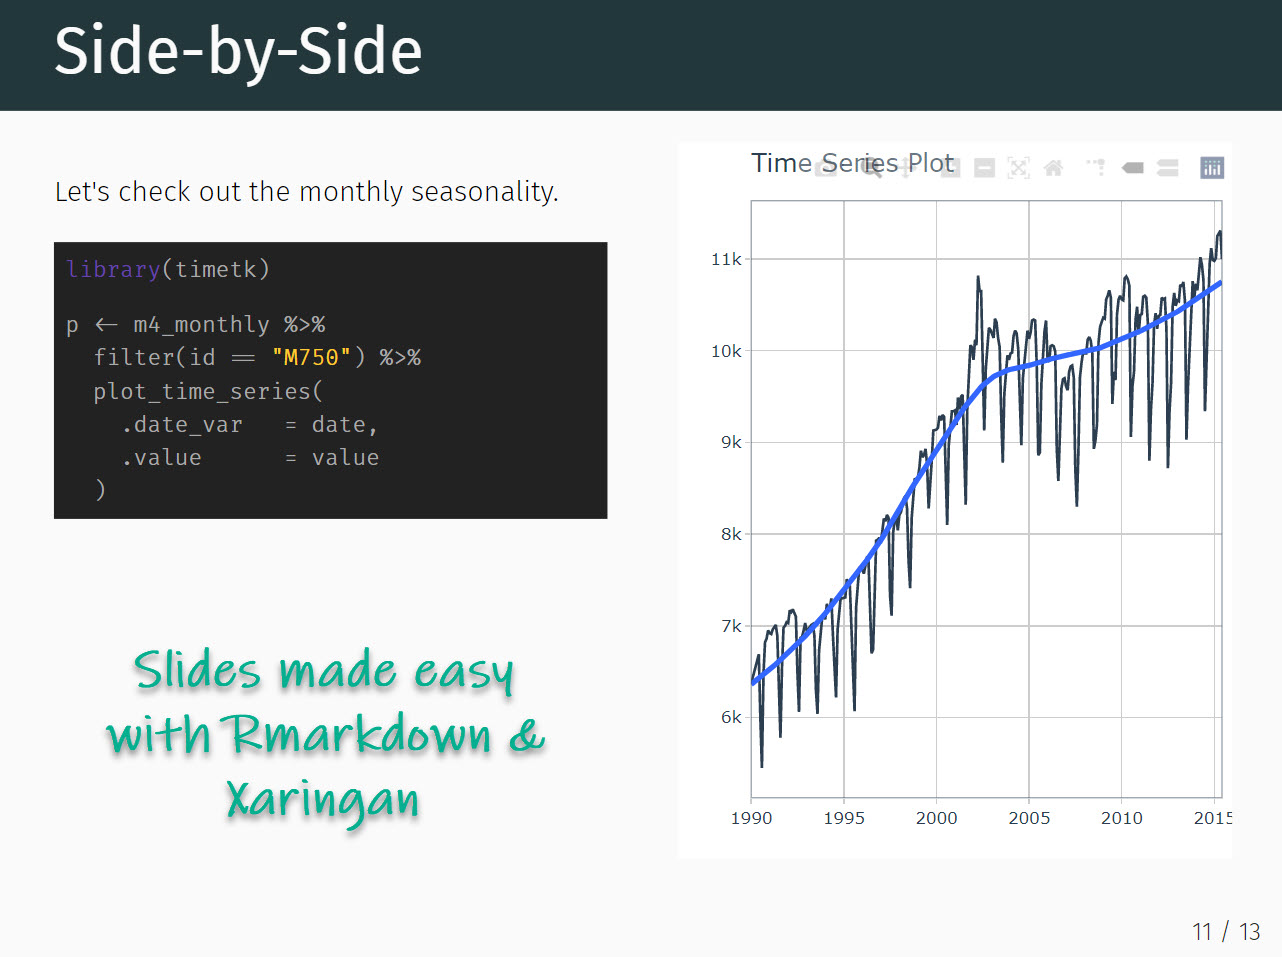 Side-by-Side
Let's check out the monthly seasonality.
library(timetk)
p ← m4_monthly %>%
filter(id == "M750") %>%
plot_time_series(
.date_var = date,
.value = value
)
Slides made easy
with Rmarkdown &
Xaringan
Time Series Plot
11k
10k
9k
8k
7k
6k
1990 1995 2000 2005 2010 2015
11 / 13